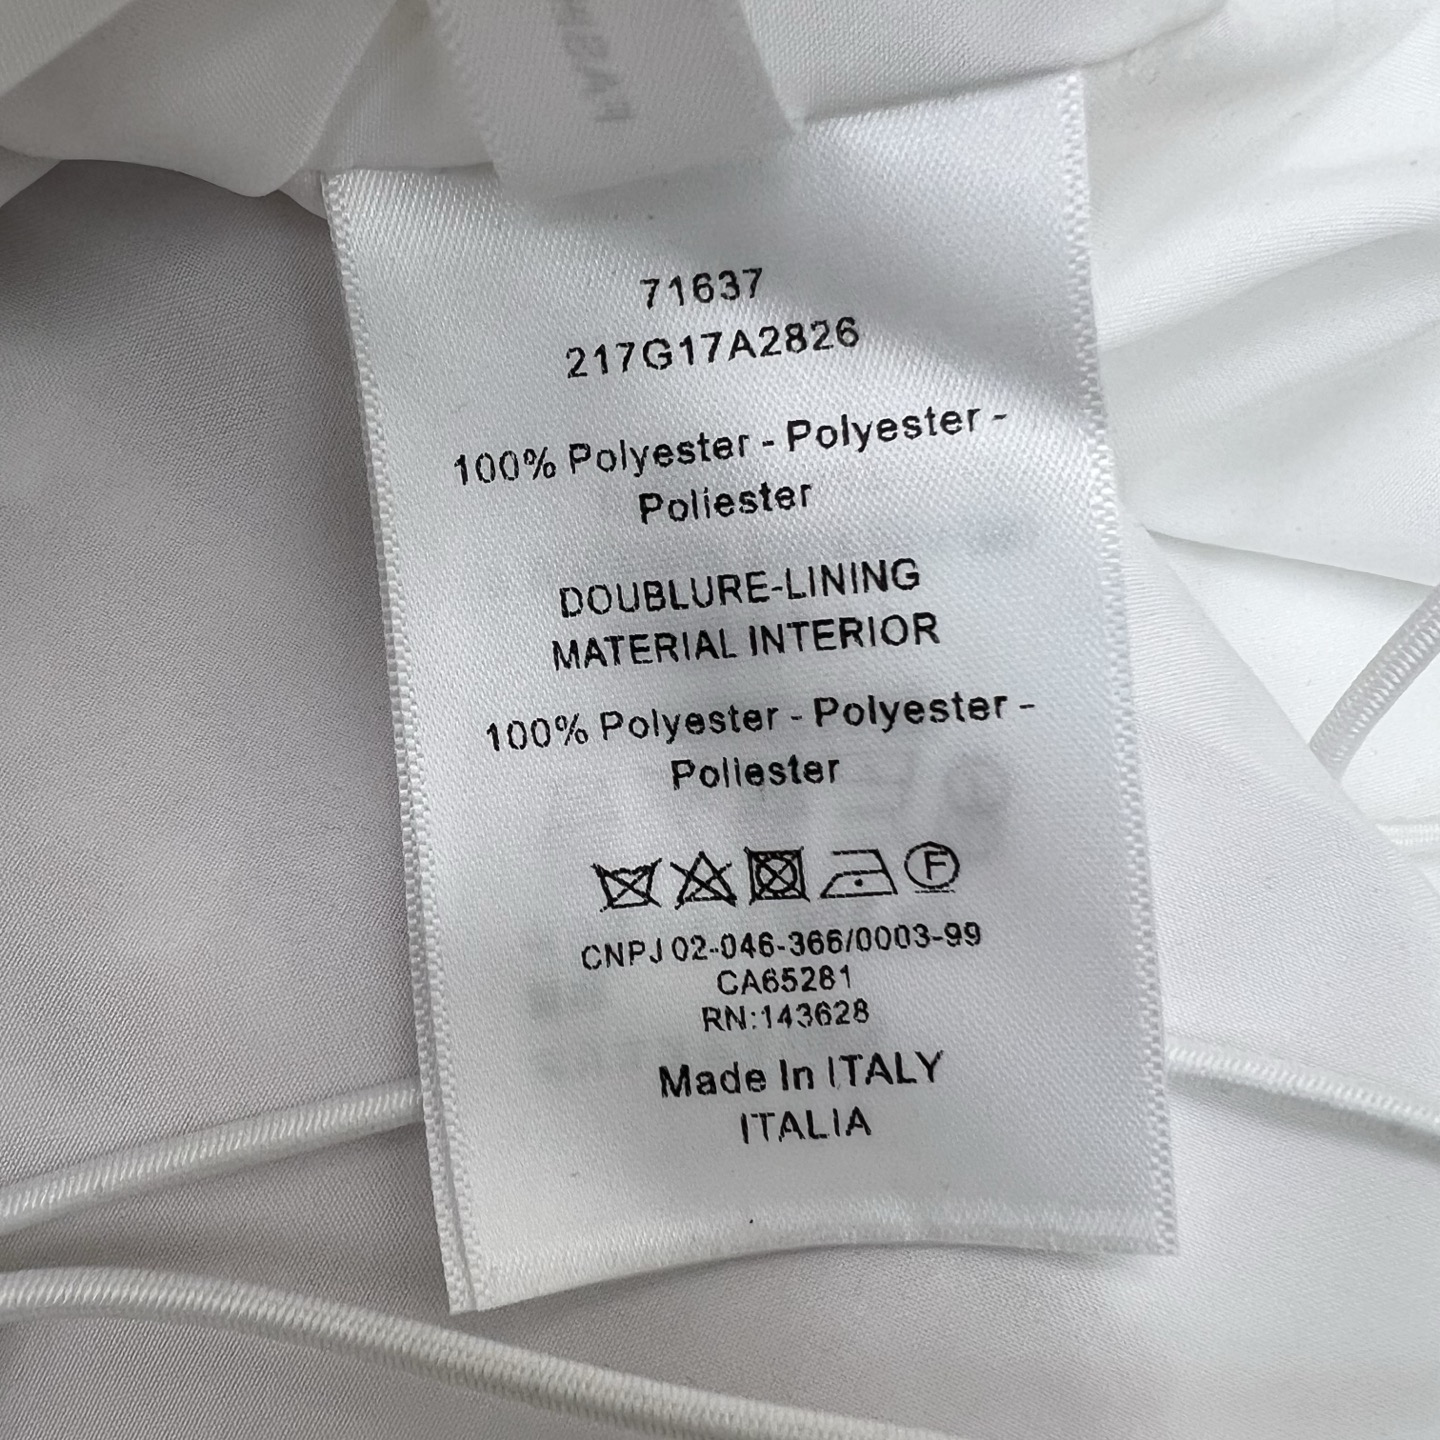 71637
217G17A2826
100% Polyester - Polyester -
Poliester
DOUBLURE-LINING
MATERIAL INTERIOR
100% Polyester - Polyester -
Poliester
F
CNPJ 02-046-366/0003-99
CA65281
RN:143628
Made In ITALY
ITALIA